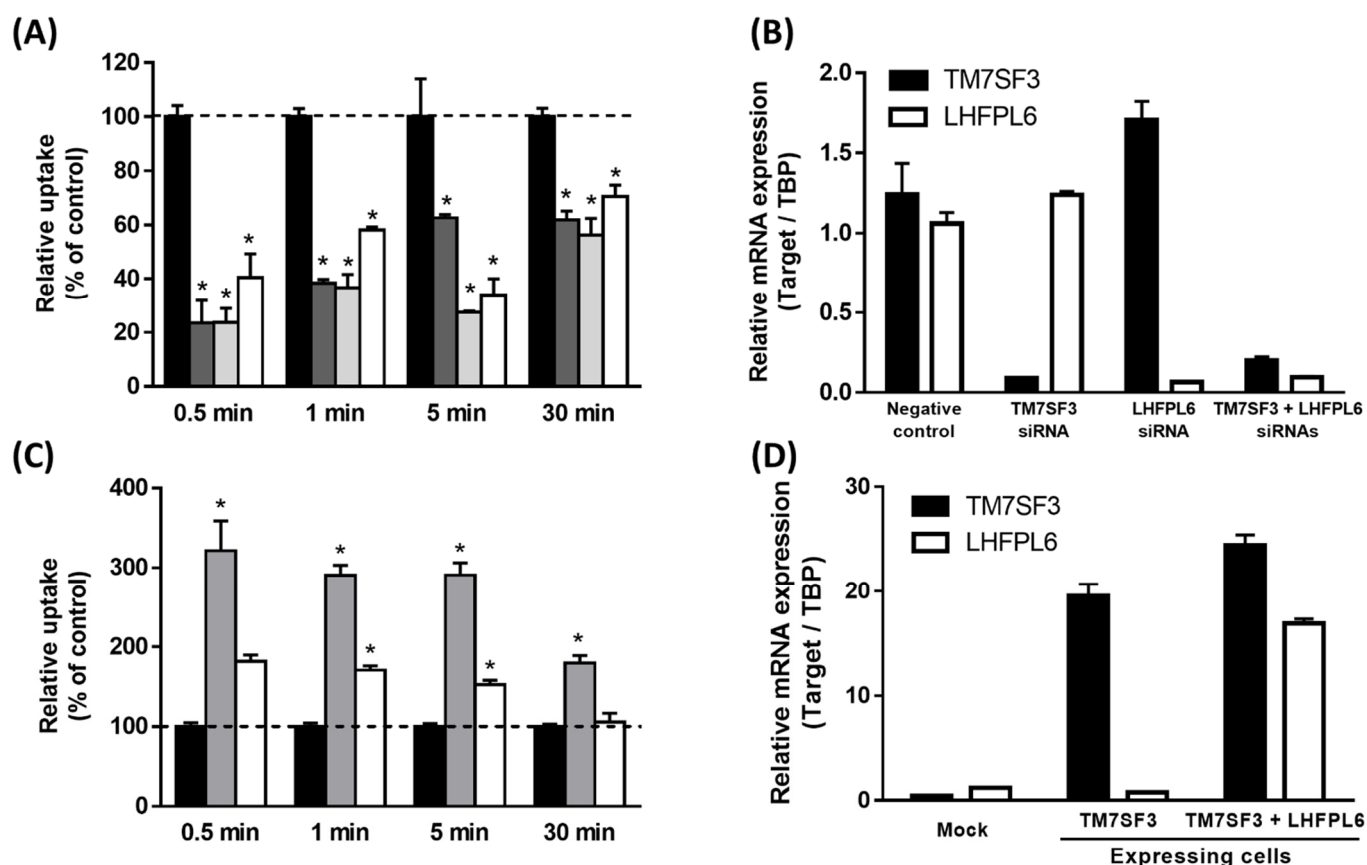 (A)
Relative uptake
(% of control)
120
100
80
60
40
20
0
* * *
* * *
* * *
* * *
0.5 min 1 min 5 min 30 min
(B)
Relative mRNA expression
(Target / TBP)
2.0
1.5
1.0
0.5
0.0
TM7SF3
LHFPL6
Negative
control
TM7SF3
siRNA
LHFPL6
siRNA
TM7SF3 + LHFPL6
siRNAs
(C)
Relative uptake
(% of control)
400
300
200
100
0
*
* *
* *
*
0.5 min 1 min 5 min 30 min
(D)
Relative mRNA expression
(Target / TBP)
30
20
10
0
TM7SF3
LHFPL6
Mock
TM7SF3
TM7SF3 + LHFPL6
Expressing cells